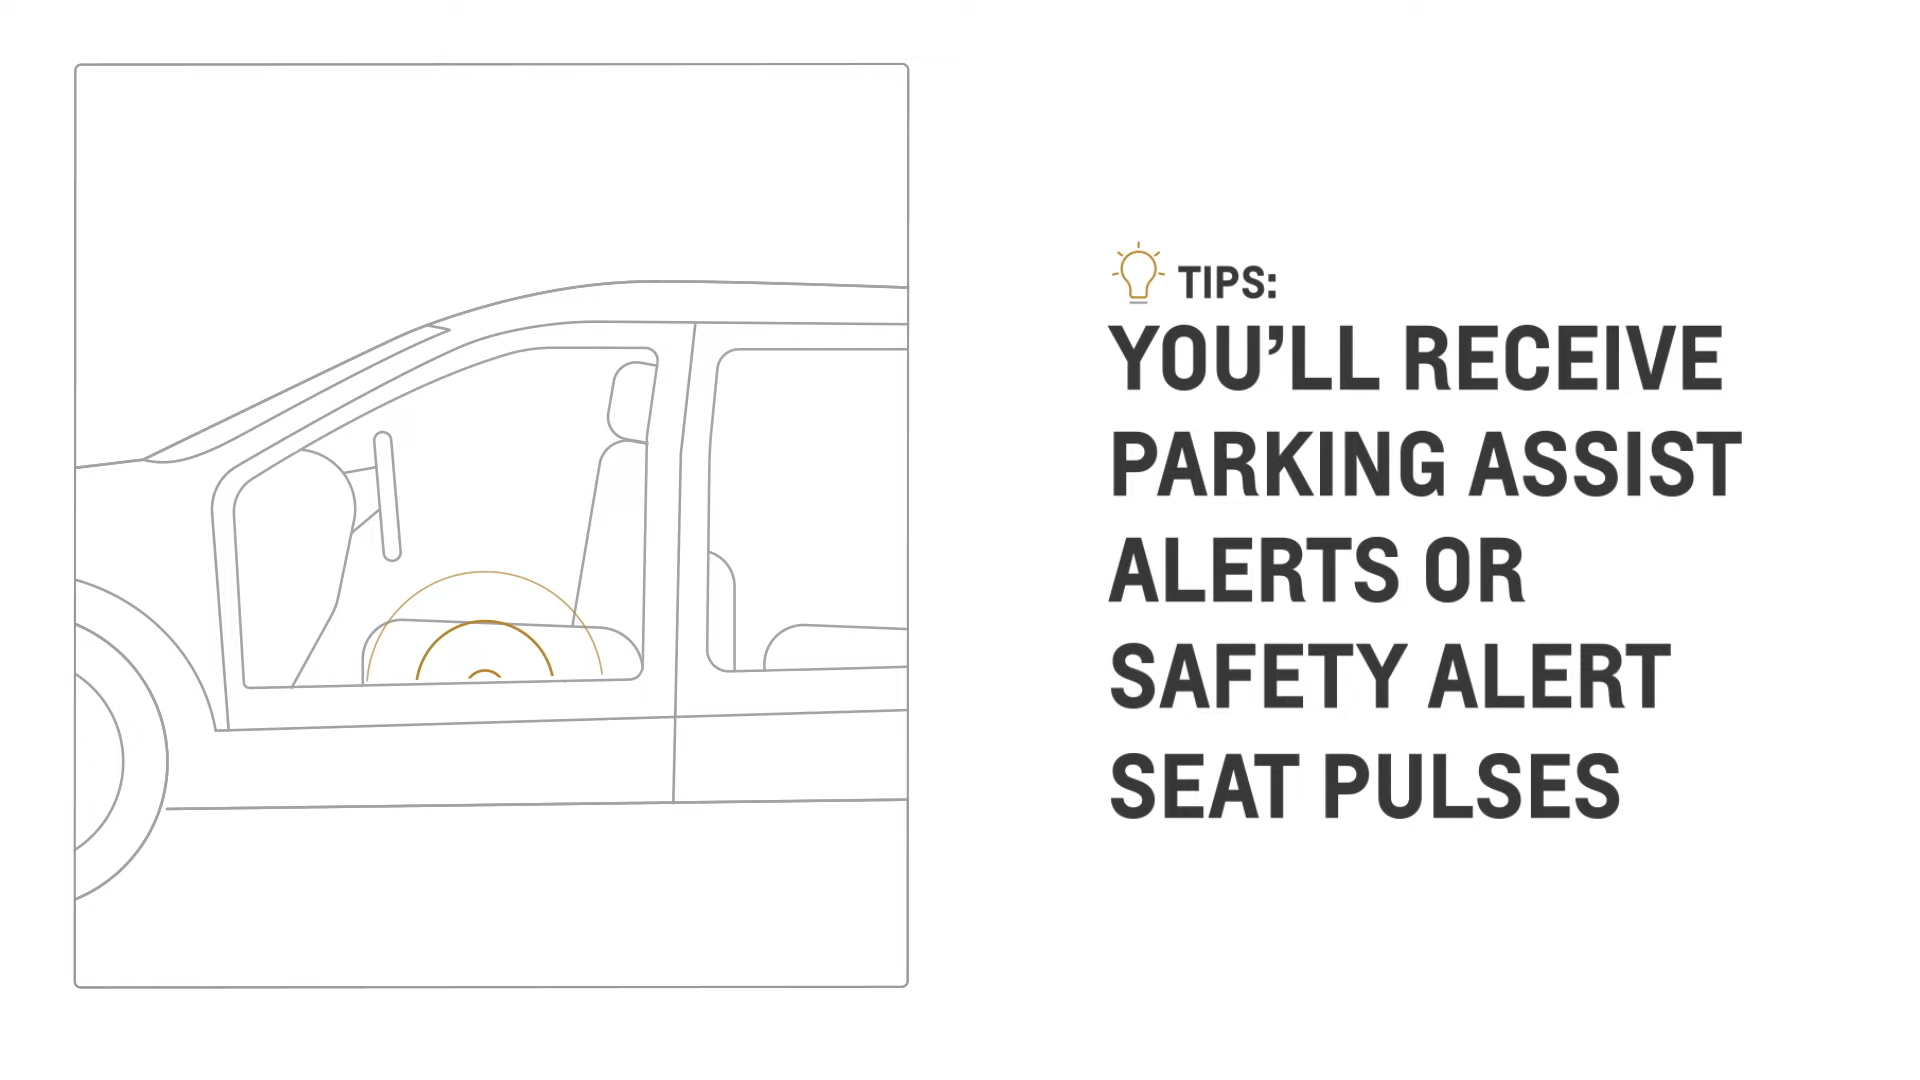 TIPS:
YOU’LL RECEIVE
PARKING ASSIST
ALERTS OR
SAFETY ALERT
SEAT PULSES